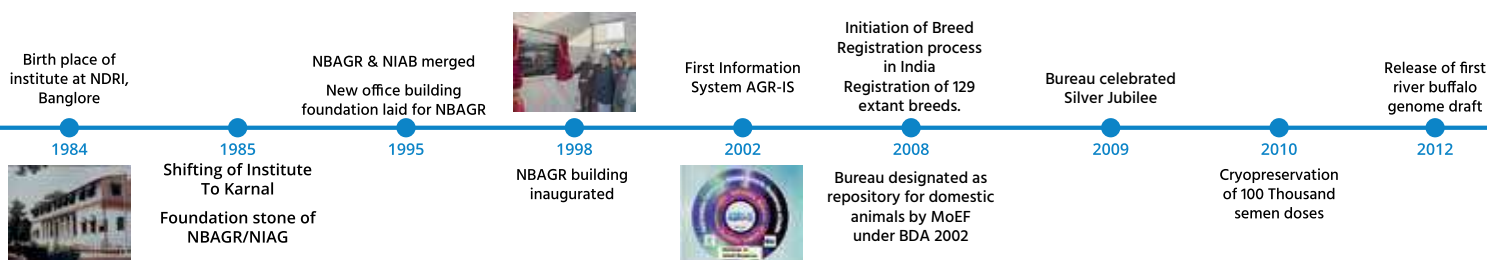 Birth place of
institute at NDRI,
Banglore
1984
1985
Shifting of Institute
To Karnal
Foundation stone of
NBAGR/NIAG
NBAGR & NIAB merged
New office building
foundation laid for NBAGR
1995
1998
NBAGR building
inaugurated
First Information
System AGR-IS
2002
Initiation of Breed
Registration process
in India
Registration of 129
extant breeds.
2008
Bureau designated as
repository for domestic
animals by MoEF
under BDA 2002
Bureau celebrated
Silver Jubilee
2009
2010
Cryopreservation
of 100 Thousand
semen doses
Release of first
river buffalo
genome draft
2012